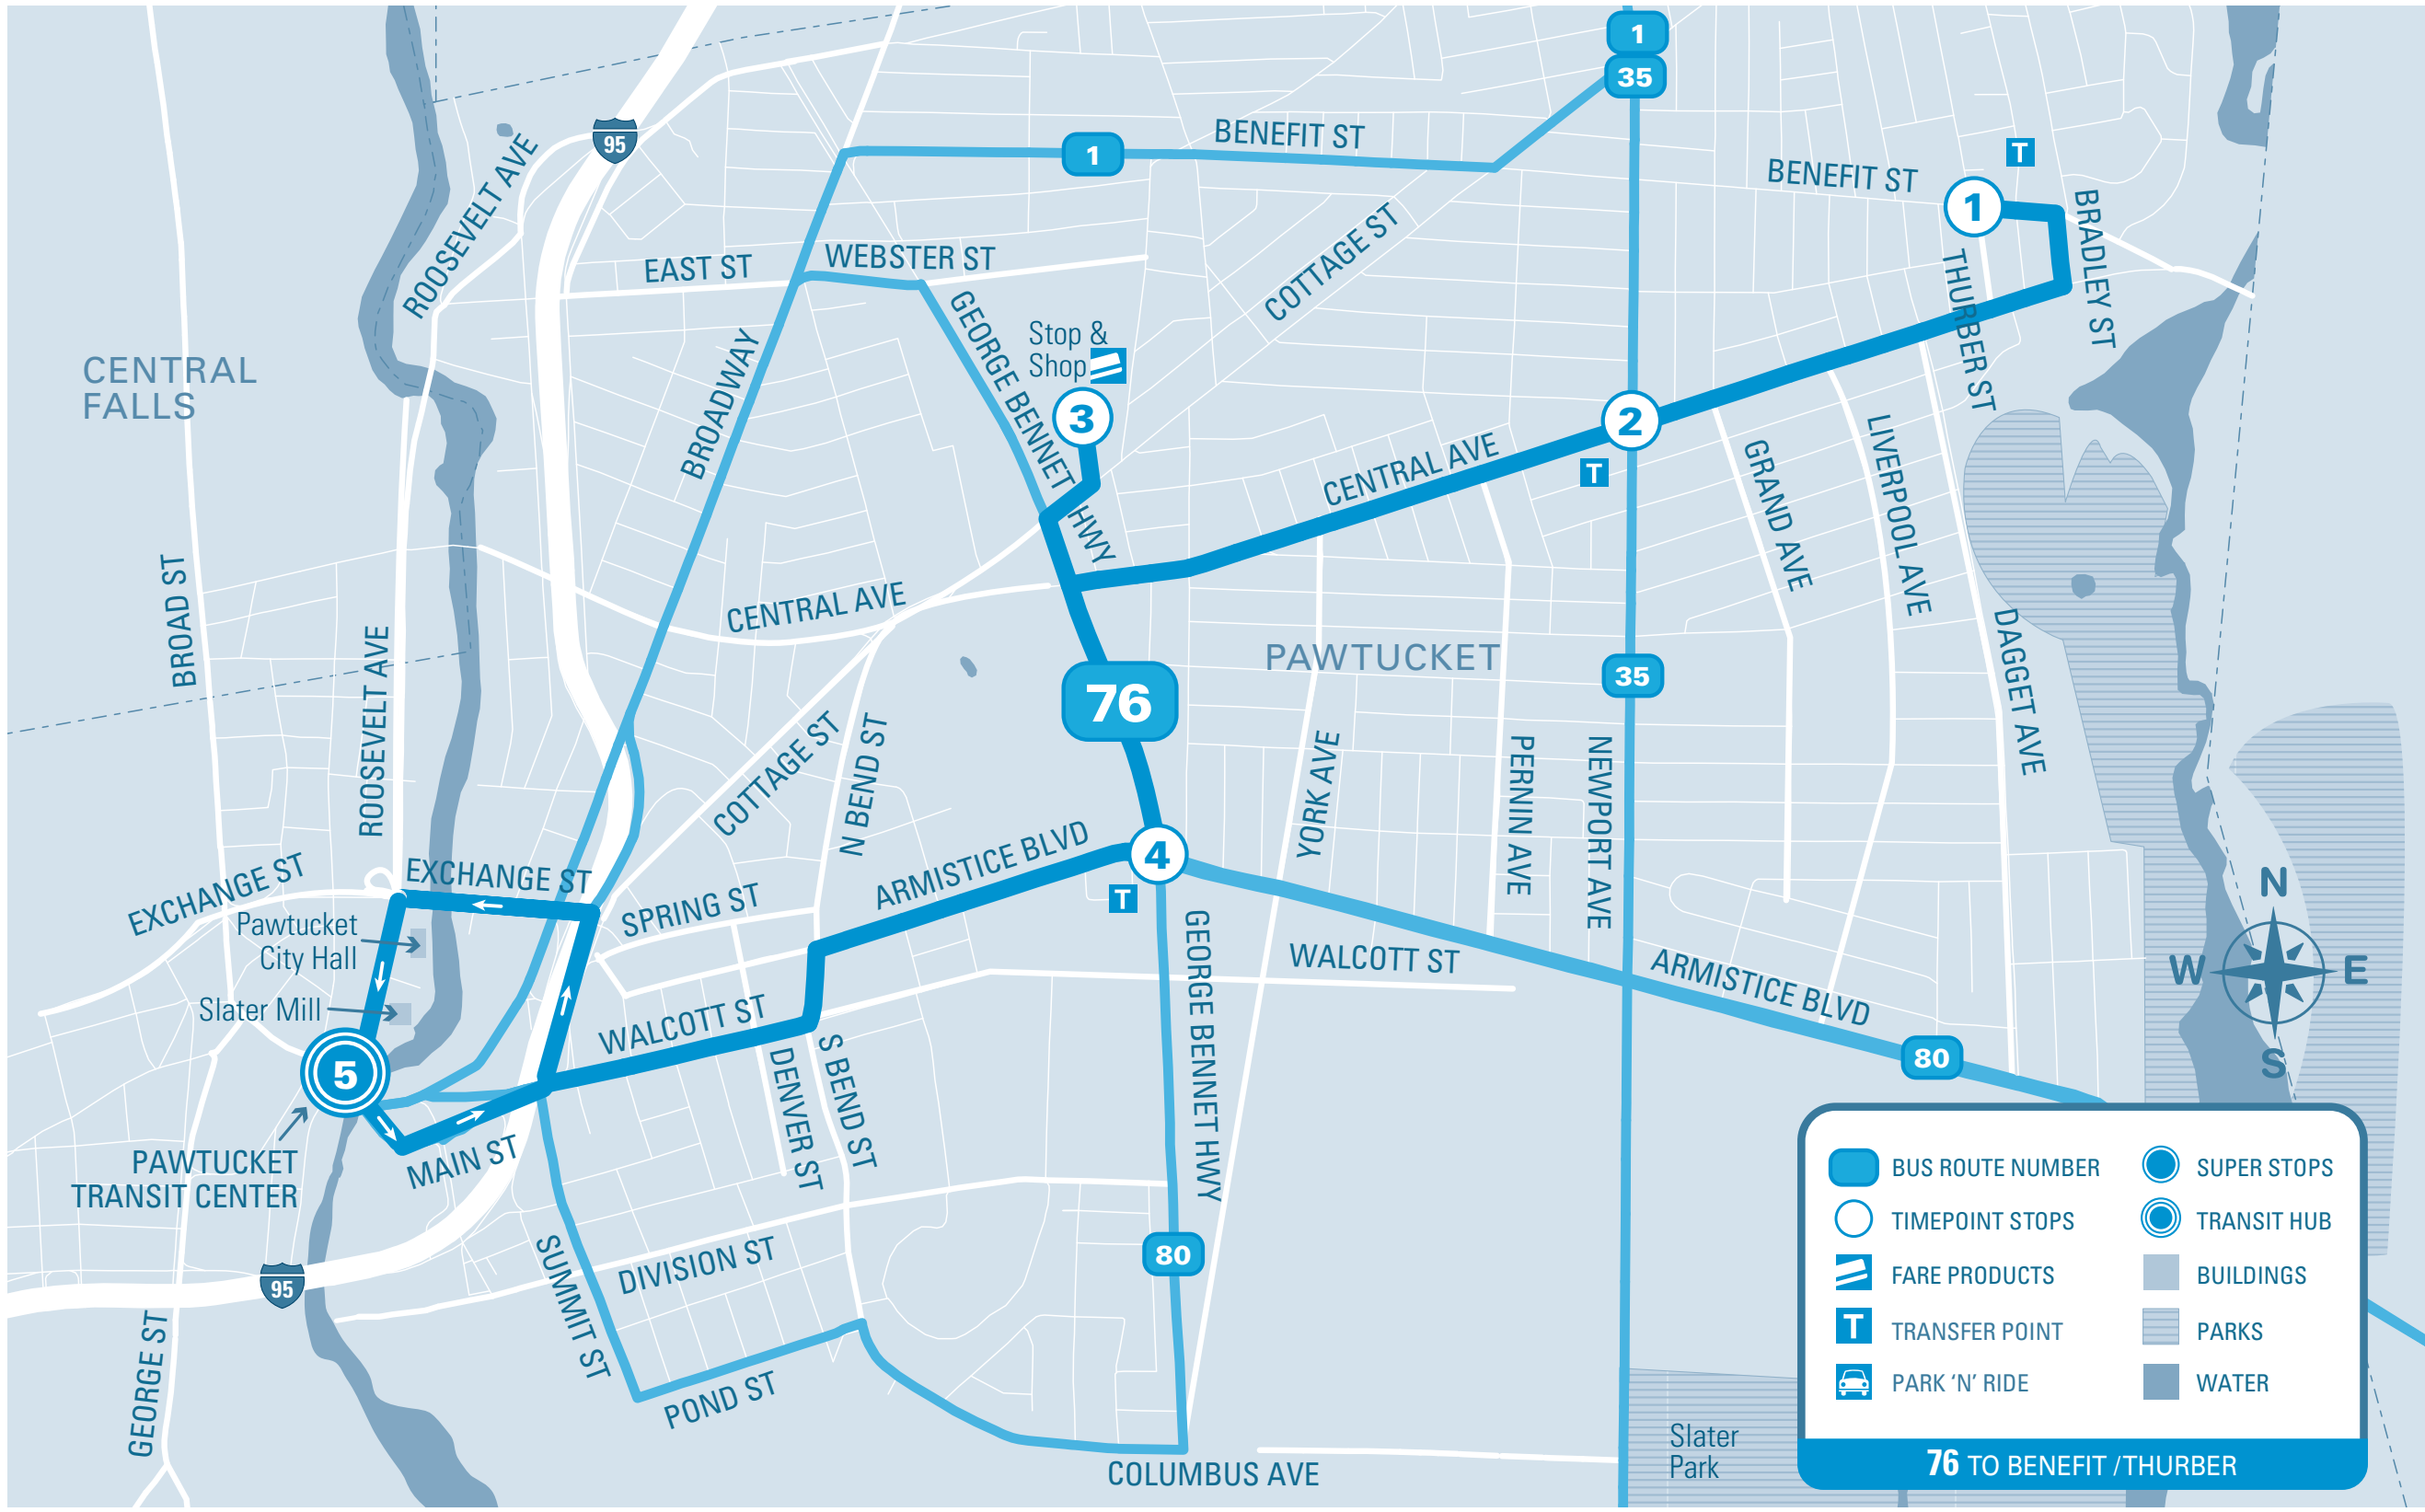 1
35
BENEFIT ST
1
95
ROOSEVELT AVE
BENEFIT ST
T
1
BRADLEY ST
COTTAGE ST
WEBSTER ST
EAST ST
THURBER ST
GEORGE BENNET
HWY
Stop &
Shop
3
BROADWAY
CENTRAL
FALLS
2
T
CENTRAL AVE
GRAND AVE
LIVERPOOL AVE
BROAD ST
CENTRAL AVE
ROOSEVELT AVE
PAWTUCKET
35
DAGGET AVE
76
COTTAGE ST
N BEND ST
YORK AVE
PERNIN AVE
NEWPORT AVE
ARMISTICE BLVD
4
T
EXCHANGE ST
EXCHANGE ST
SPRING ST
Pawtucket
City Hall
Slater Mill
GEORGE BENNET HWY
WALCOTT ST
ARMISTICE BLVD
N
W
E
S
WALCOTT ST
5
DENVER ST
S BEND ST
80
PAWTUCKET
TRANSIT CENTER
MAIN ST
80
95
SUMMIT ST
DIVISION ST
GEORGE ST
POND ST
COLUMBUS AVE
Slater
Park
BUS ROUTE NUMBER
SUPER STOPS
TIMEPOINT STOPS
TRANSIT HUB
FARE PRODUCTS
BUILDINGS
T
TRANSFER POINT
PARKS
PARK ‘N’ RIDE
WATER
76 TO BENEFIT / THURBER